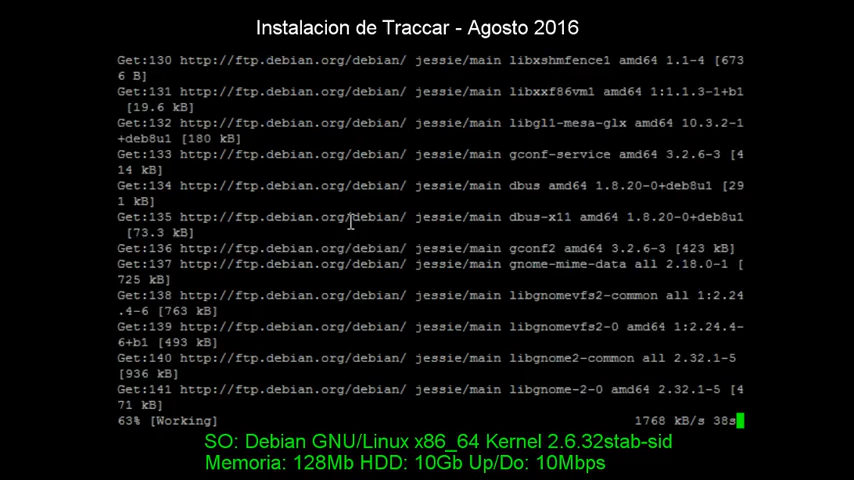 Instalacion de Traccar - Agosto 2016
Get:130 http://ftp.debian.org/debian/ jessie/main libxshmfence1 amd64 1.1-4 [673
6 B]
Get:131 http://ftp.debian.org/debian/ jessie/main libxxf86vm1 amd64 1:1.1.3-1+b1
[19.6 kB]
Get:132 http://ftp.debian.org/debian/ jessie/main libgl1-mesa-glx amd64 10.3.2-1
+deb8u1 [180 kB]
Get:133 http://ftp.debian.org/debian/ jessie/main gconf-service amd64 3.2.6-3 [4
14 kB]
Get:134 http://ftp.debian.org/debian/ jessie/main dbus amd64 1.8.20-0+deb8u1 [29
1 kB]
Get:135 http://ftp.debian.org/debian/ jessie/main dbus-x11 amd64 1.8.20-0+deb8u1
[73.3 kB]
Get:136 http://ftp.debian.org/debian/ jessie/main gconf2 amd64 3.2.6-3 [423 kB]
Get:137 http://ftp.debian.org/debian/ jessie/main gnome-mime-data all 2.18.0-1 [
725 kB]
Get:138 http://ftp.debian.org/debian/ jessie/main libgnomevfs2-common all 1:2.24
.4-6 [763 kB]
Get:139 http://ftp.debian.org/debian/ jessie/main libgnomevfs2-0 amd64 1:2.24.4-
6+b1 [493 kB]
Get:140 http://ftp.debian.org/debian/ jessie/main libgnome2-common all 2.32.1-5
[936 kB]
Get:141 http://ftp.debian.org/debian/ jessie/main libgnome-2-0 amd64 2.32.1-5 [4
71 kB]
63% [Working] 1768 kB/s 38s
SO: Debian GNU/Linux x86_64 Kernel 2.6.32stab-sid
Memoria: 128Mb HDD: 10Gb Up/Do: 10Mbps